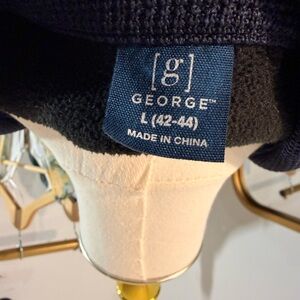 [g]
GEORGE™
L (42-44)
MADE IN CHINA